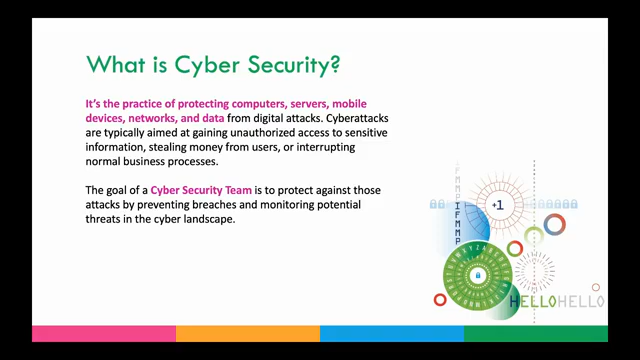 What is Cyber Security?
It's the practice of protecting computers, servers, mobile
devices, networks, and data from digital attacks. Cyberattacks
are typically aimed at gaining unauthorized access to sensitive
information, stealing money from users, or interrupting
normal business processes.
The goal of a Cyber Security Team is to protect against those
attacks by preventing breaches and monitoring potential
threats in the cyber landscape.
+1
IFMMP
HELLOHELLO